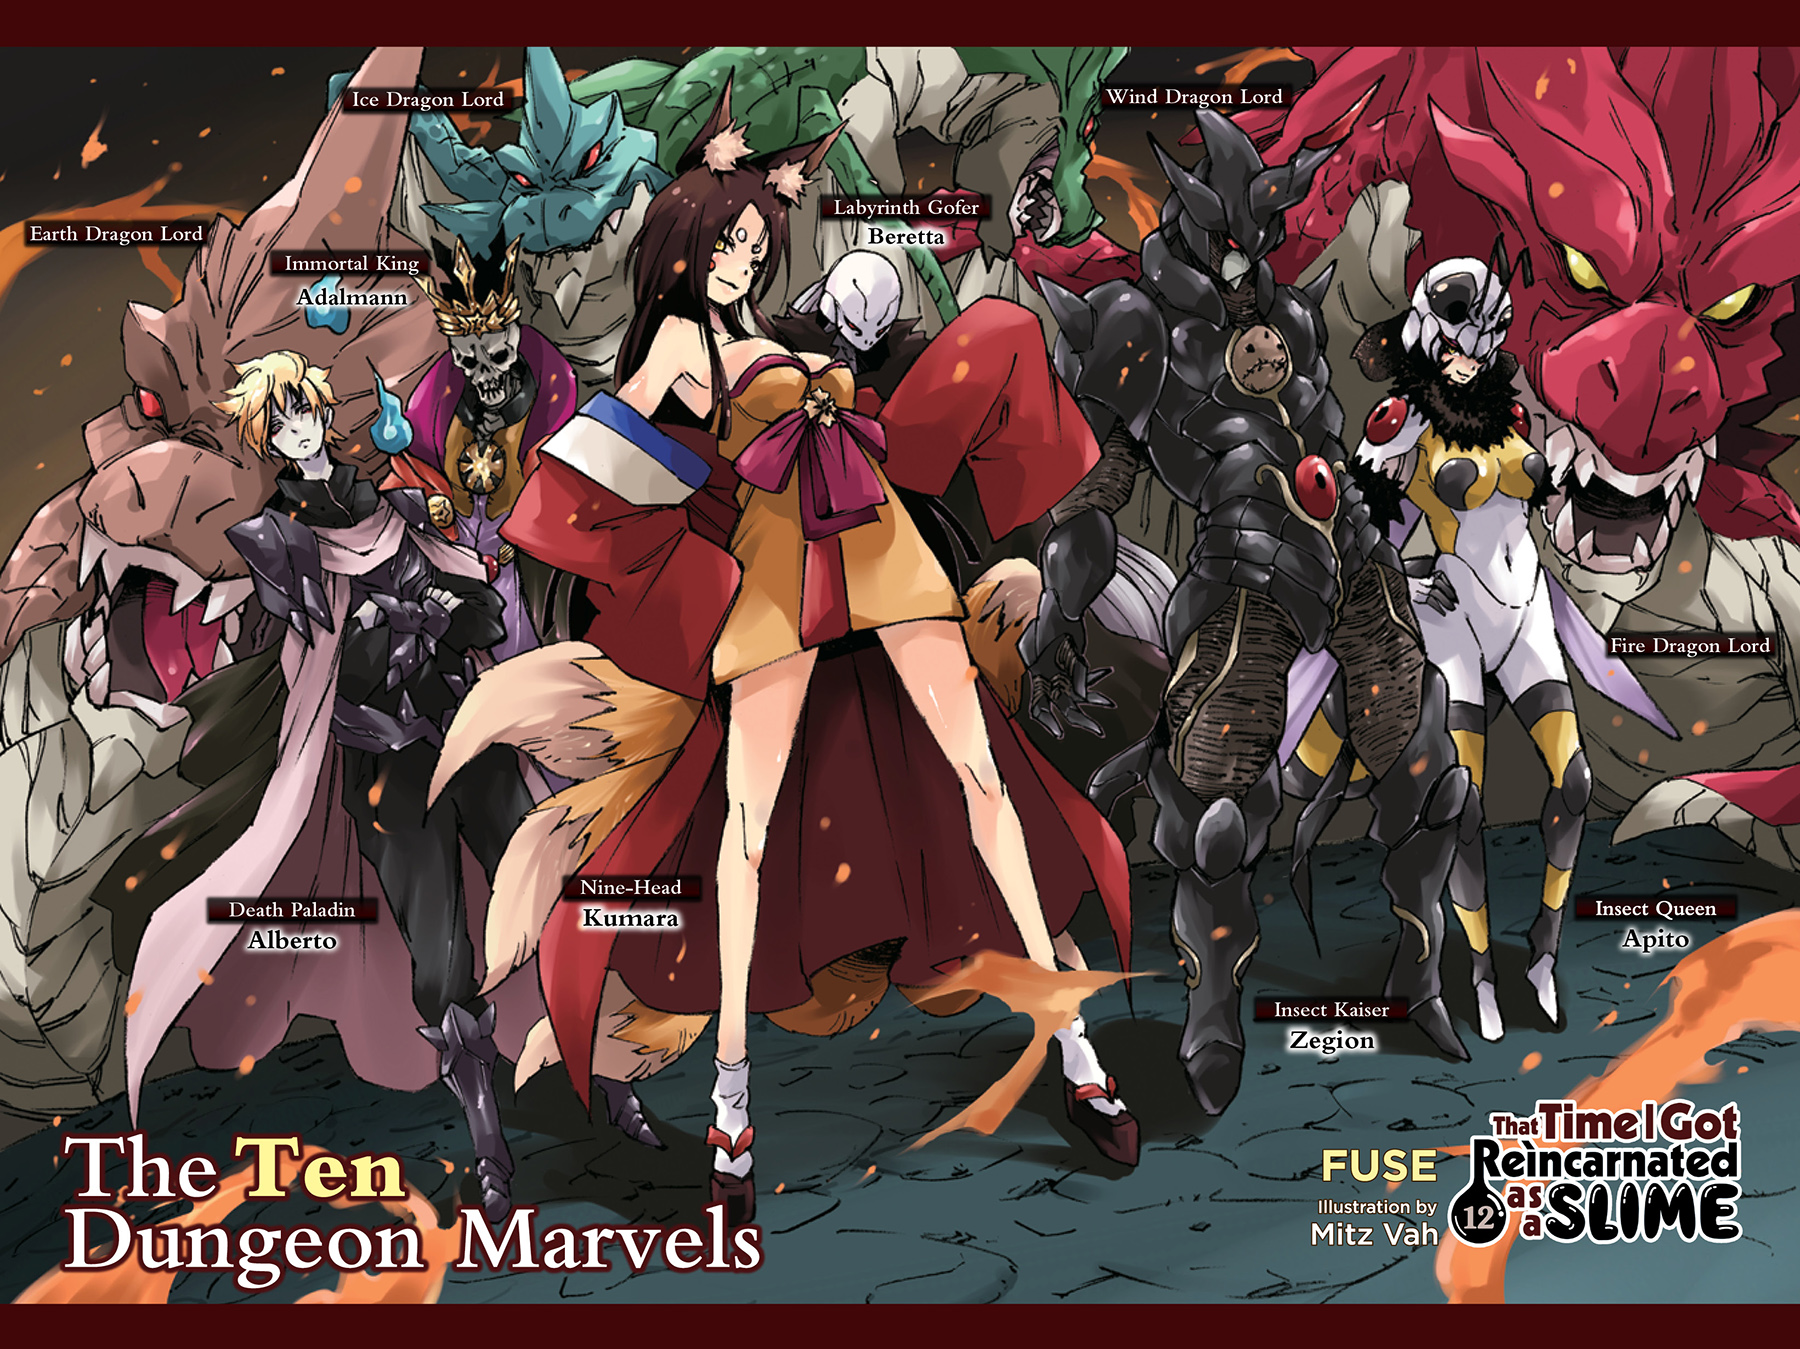 Ice Dragon Lord
Wind Dragon Lord
Earth Dragon Lord
Labyrinth Gofer
Beretta
Immortal King
Adalmann
Fire Dragon Lord
Nine-Head
Kumara
Death Paladin
Alberto
Insect Queen
Apito
Insect Kaiser
Zegion
The Ten
Dungeon Marvels
FUSE
Illustration by
Mitz Vah
That Time I Got
Reincarnated
as
a SLIME
12